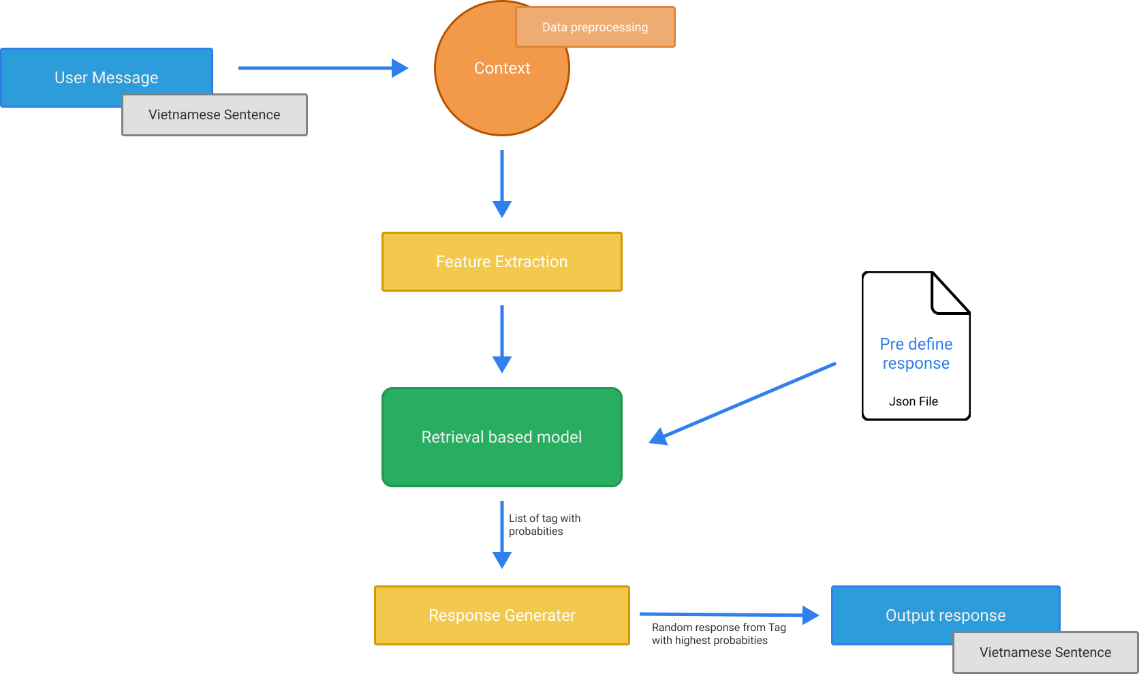 Data preprocessing
Context
User Message
Vietnamese Sentence
Feature Extraction
Pre define
response
Json File
Retrieval based model
List of tag with
probabities
Response Generater
Random response from Tag
with highest probabities
Output response
Vietnamese Sentence